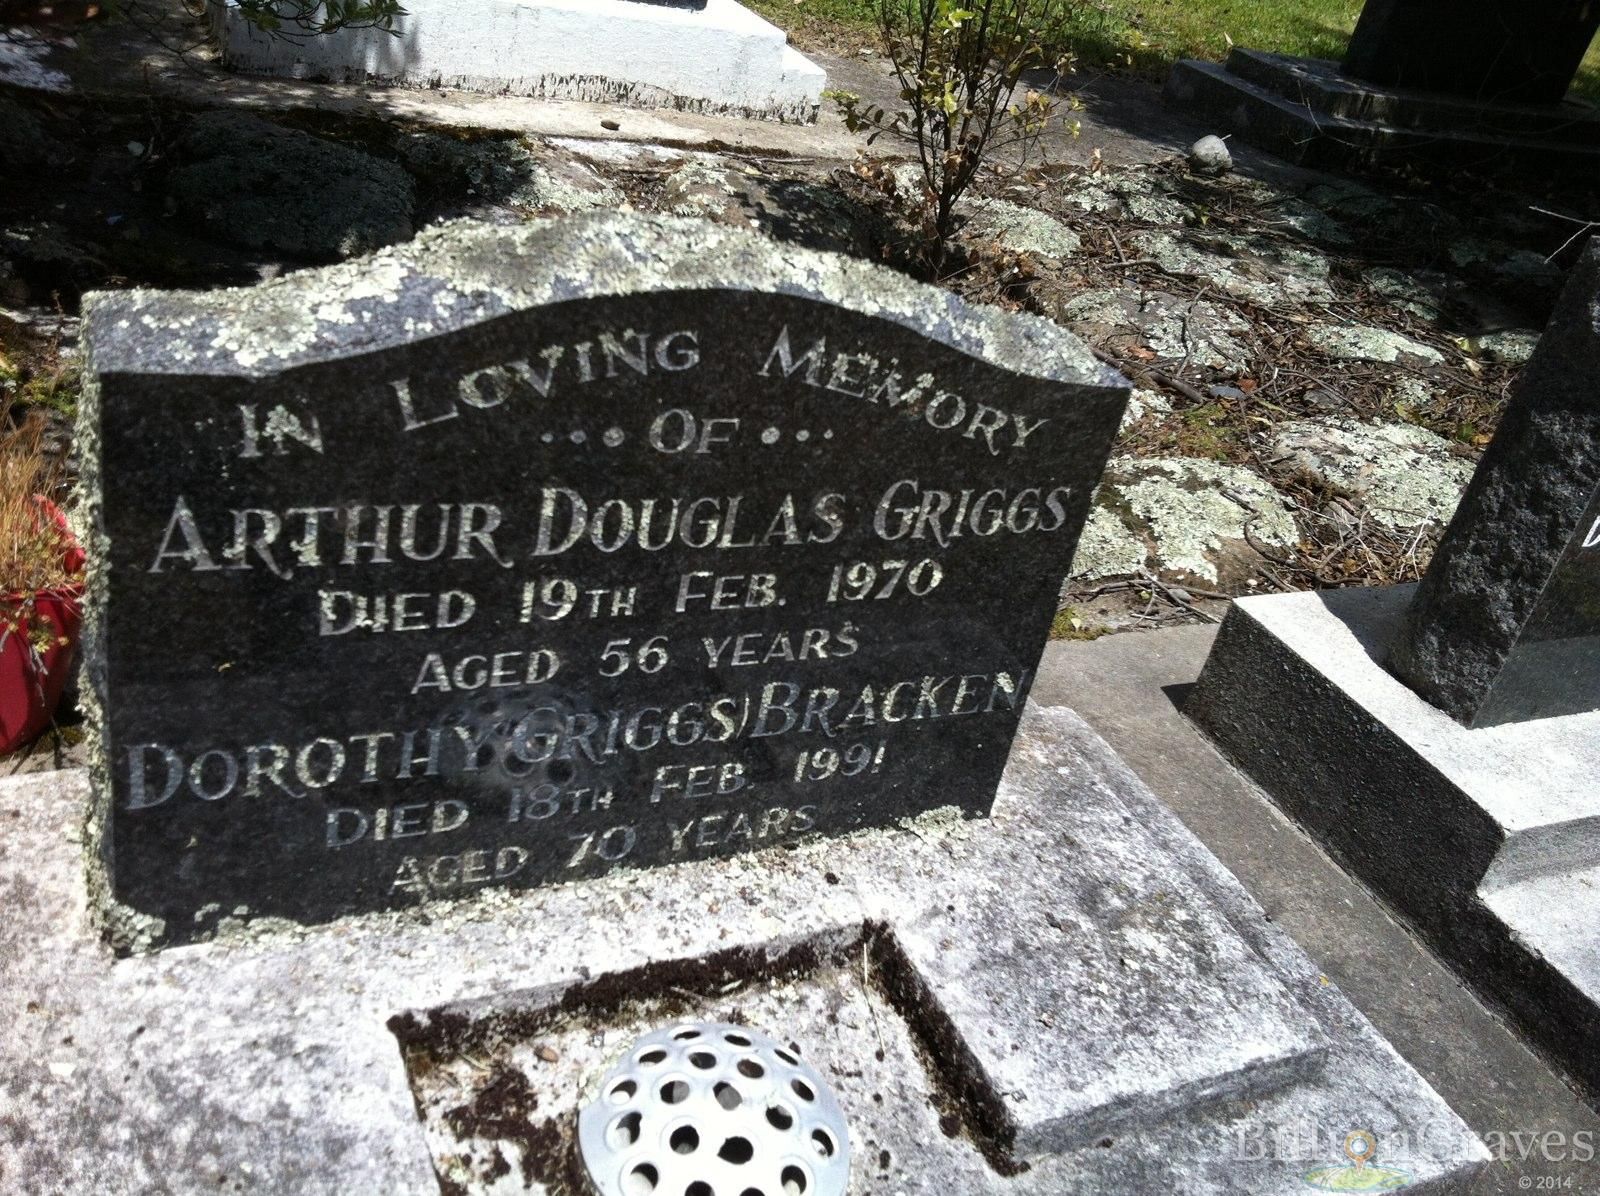 IN LOVING MEMORY
...OF...
ARTHUR DOUGLAS GRIGGS
DIED 19TH FEB. 1970
AGED 56 YEARS
DOROTHY (GRIGGS) BRACKEN
DIED 18TH FEB. 1991
AGED 70 YEARS
BillionGraves
© 2014